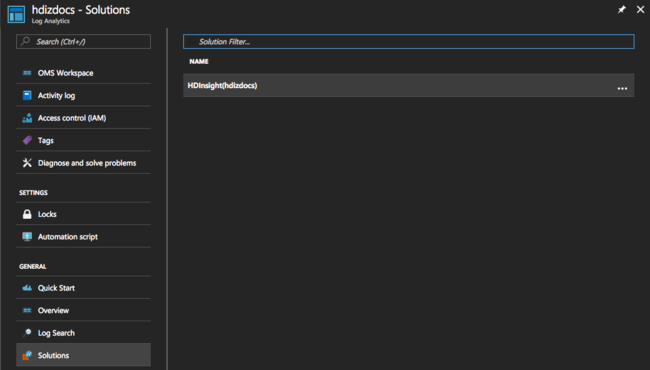 hdizdocs - Solutions
Log Analytics
Search (Ctrl+/)
OMS Workspace
Activity log
Access control (IAM)
Tags
Diagnose and solve problems
SETTINGS
Locks
Automation script
GENERAL
Quick Start
Overview
Log Search
Solutions
Solution Filter...
NAME
HDInsight(hdizdocs)
...